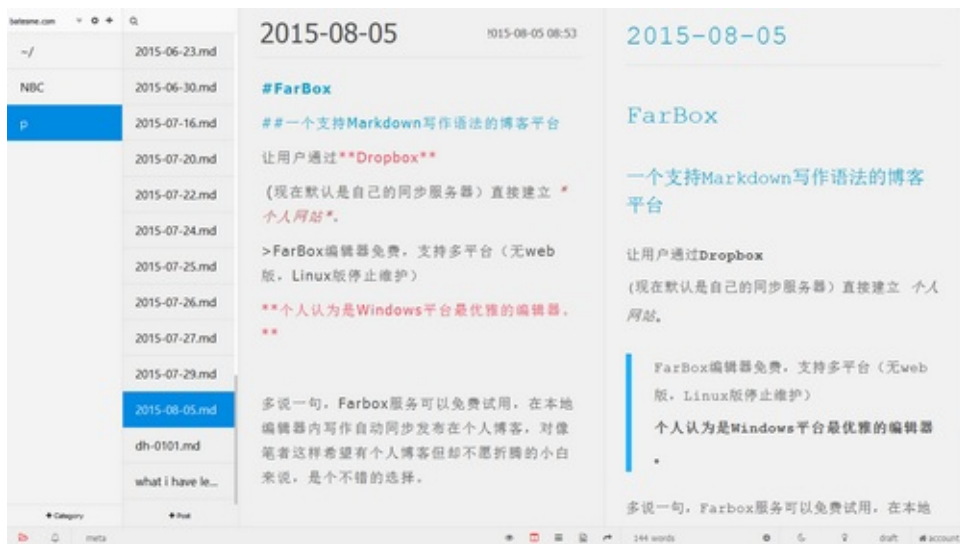 batesne.com
~/
NBC
p
+ Category
2015-06-23.md
2015-06-30.md
2015-07-16.md
2015-07-20.md
2015-07-22.md
2015-07-24.md
2015-07-25.md
2015-07-26.md
2015-07-27.md
2015-07-29.md
2015-08-05.md
dh-0101.md
what i have le...
+ Post
2015-08-05
2015-08-05 08:53
#FarBox
##一个支持Markdown写作语法的博客平台
让用户通过**Dropbox**
(现在默认是自己的同步服务器）直接建立 *
个人网站*。
>FarBox编辑器免费，支持多平台（无web
版，Linux版停止维护）
**个人认为是Windows平台最优雅的编辑器。
**
多说一句，Farbox服务可以免费试用，在本地
编辑器内写作自动同步发布在个人博客，对像
笔者这样希望有个人博客但却不愿折腾的小白
来说，是个不错的选择。
2015-08-05
FarBox
一个支持Markdown写作语法的博客
平台
让用户通过Dropbox
(现在默认是自己的同步服务器）直接建立 个人
网站。
FarBox编辑器免费，支持多平台（无web
版，Linux版停止维护）
个人认为是Windows平台最优雅的编辑器
。
多说一句，Farbox服务可以免费试用，在本地
meta
144 words
draft
account